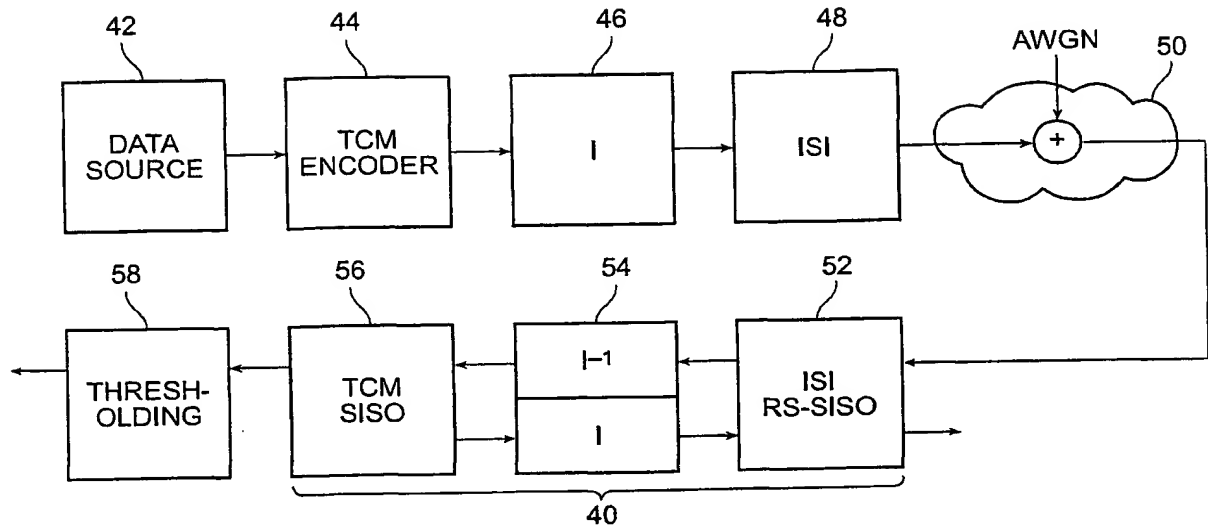 42
44
46
48
AWGN
50
DATA
SOURCE
TCM
ENCODER
I
ISI
+
58
56
54
52
THRESH-
OLDING
TCM
SISO
I–1
I
ISI
RS-SISO
40